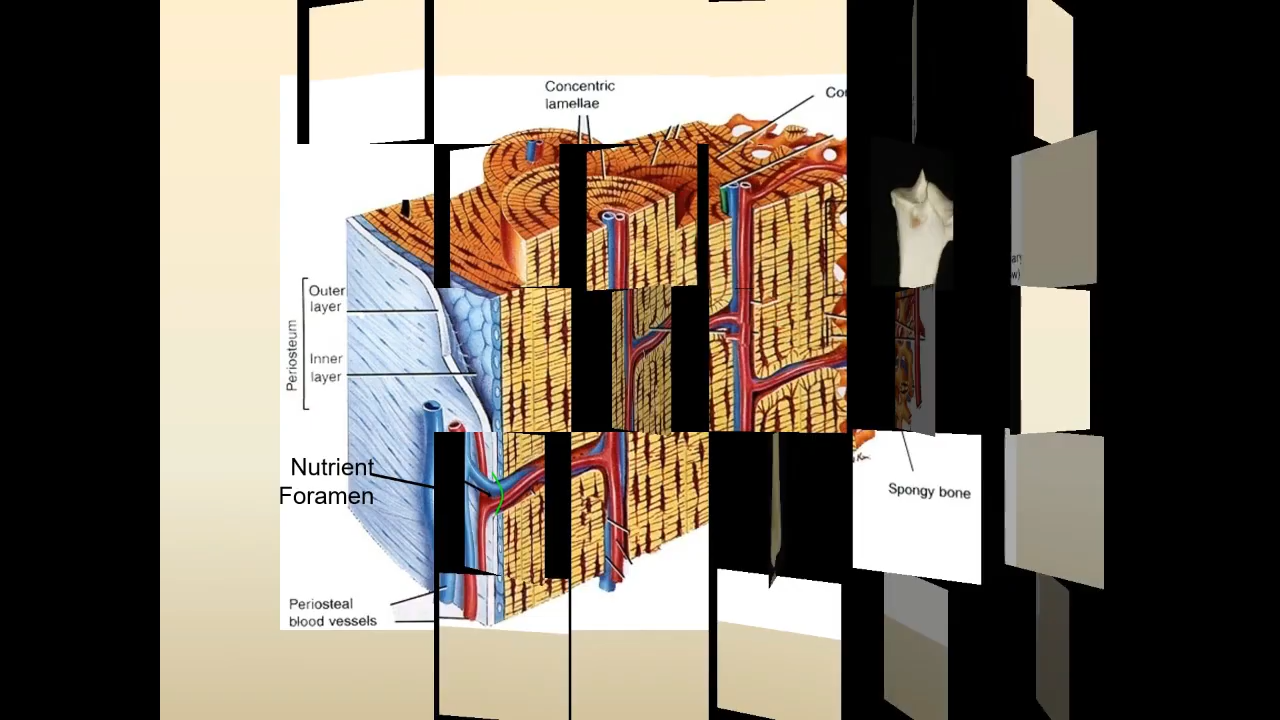 Concentric
lamellae
Outer
layer
Periosteum
Inner
layer
Nutrient
Foramen
Spongy bone
Periosteal
blood vessels